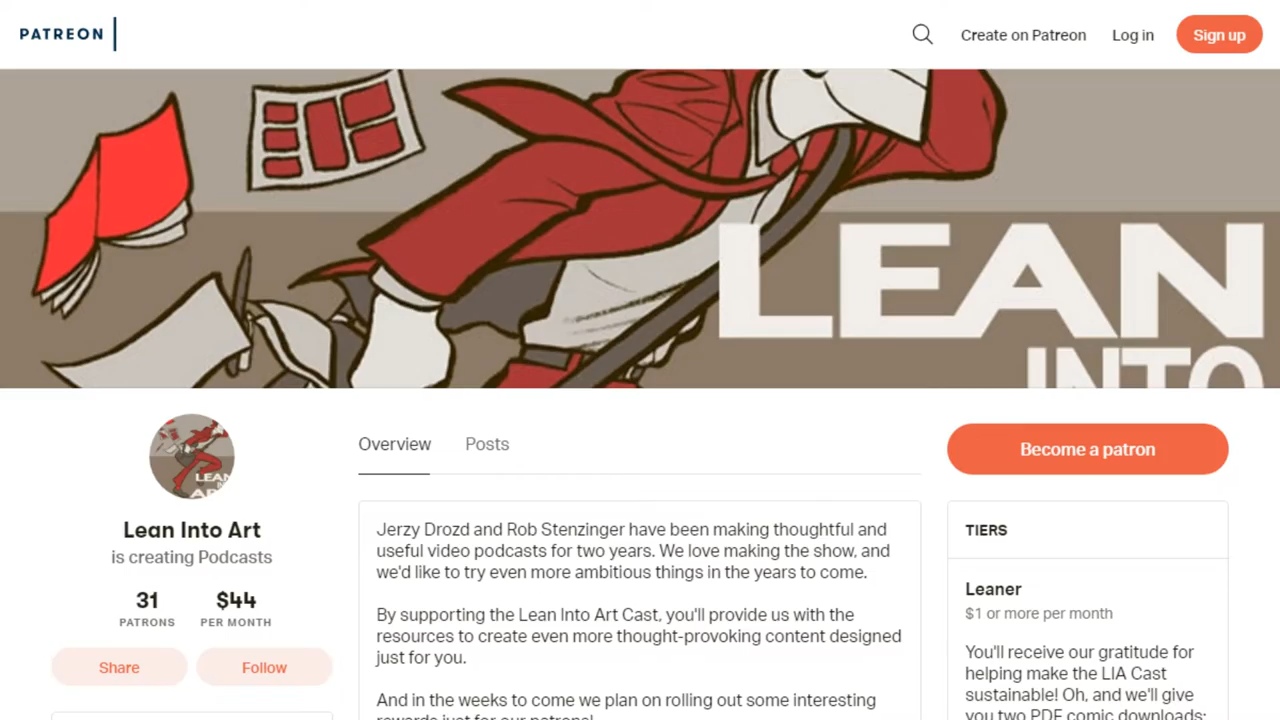 PATREON
Create on Patreon
Log in
Sign up
LEAN
INTO
LEAN
Lean Into Art
is creating Podcasts
31
PATRONS
$44
PER MONTH
Share
Follow
Overview
Posts
Jerzy Drozd and Rob Stenzinger have been making thoughtful and
useful video podcasts for two years. We love making the show, and
we'd like to try even more ambitious things in the years to come.
By supporting the Lean Into Art Cast, you'll provide us with the
resources to create even more thought-provoking content designed
just for you.
And in the weeks to come we plan on rolling out some interesting
rewards just for our patrons!
Become a patron
TIERS
Leaner
$1 or more per month
You'll receive our gratitude for
helping make the LIA Cast
sustainable! Oh, and we'll give
you two PDF comic downloads: